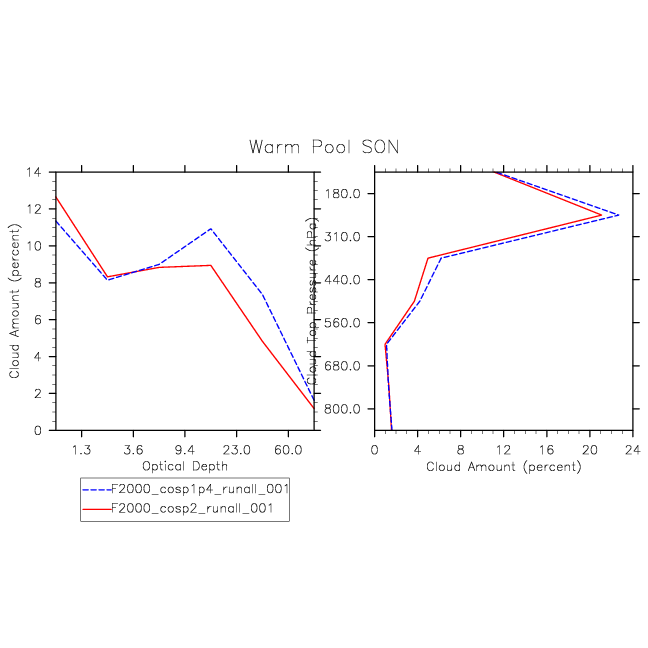 Warm Pool SON
14
12
10
8
6
4
2
0
Cloud Amount (percent)
1.3 3.6 9.4 23.0 60.0
Optical Depth
Cloud Top Pressure (hPa)
180.0
310.0
440.0
560.0
680.0
800.0
0 4 8 12 16 20 24
Cloud Amount (percent)
F2000_cosp1p4_runall_001
F2000_cosp2_runall_001